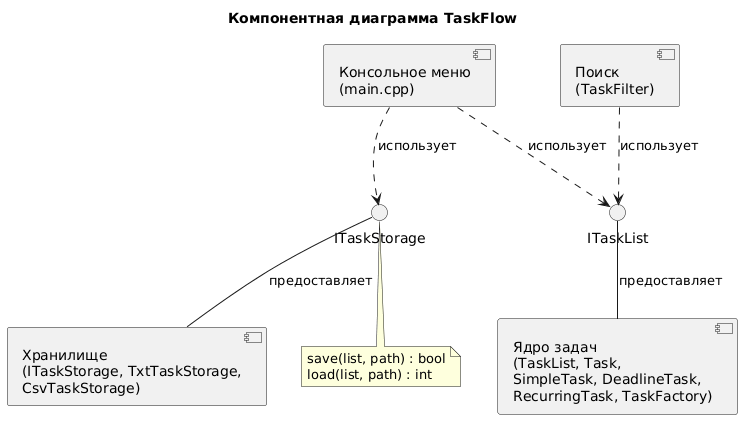 Компонентная диаграмма TaskFlow
Консольное меню
(main.cpp)
Поиск
(TaskFilter)
использует
использует
использует
ITaskStorage
ITaskList
предоставляет
предоставляет
Хранилище
(ITaskStorage, TxtTaskStorage,
CsvTaskStorage)
save(list, path) : bool
load(list, path) : int
Ядро задач
(TaskList, Task,
SimpleTask, DeadlineTask,
RecurringTask, TaskFactory)